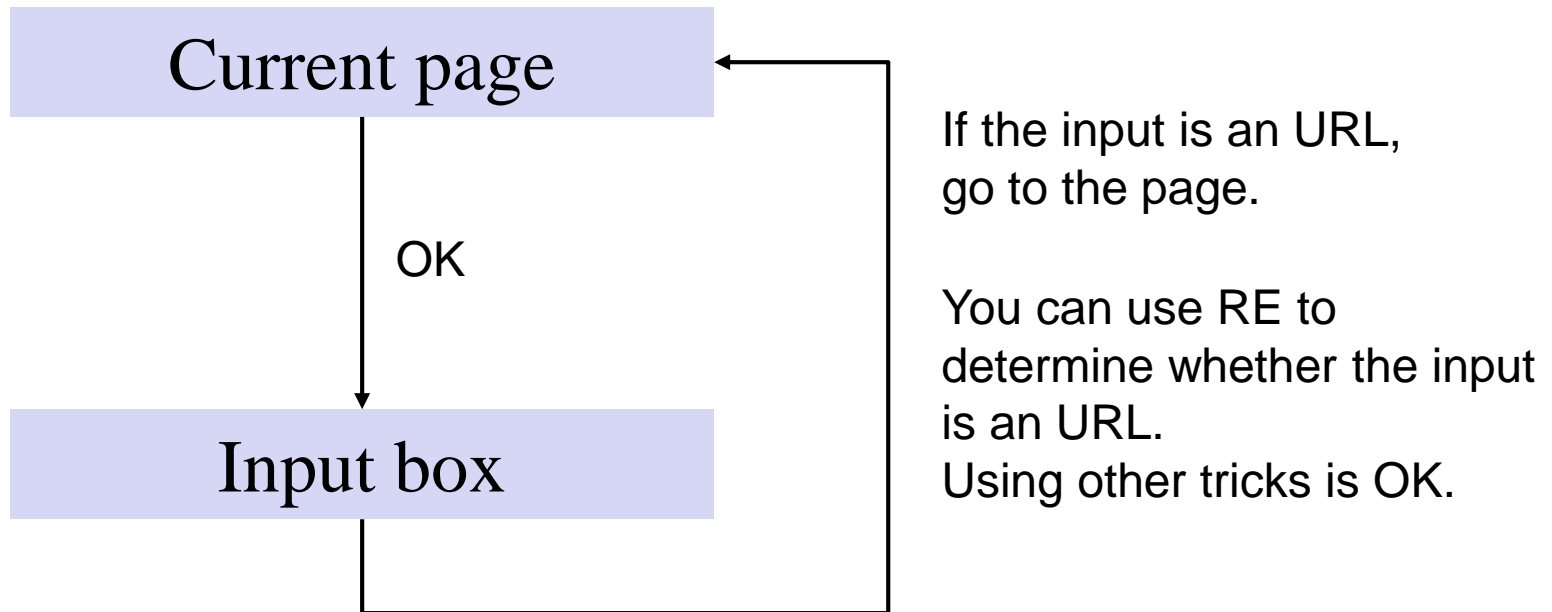 Current page
OK
Input box
If the input is an URL,
go to the page.
You can use RE to
determine whether the input
is an URL.
Using other tricks is OK.